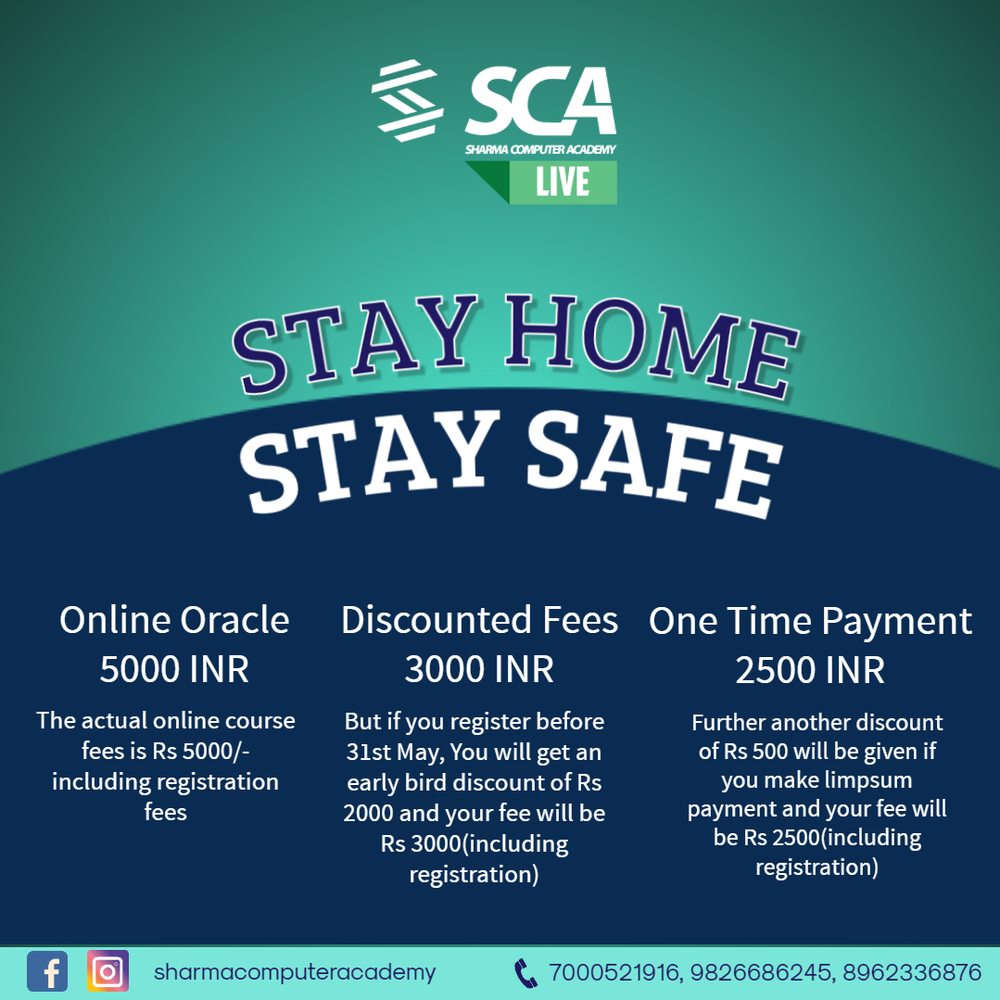 SCA
SHARMA COMPUTER ACADEMY
LIVE
STAY HOME
STAY SAFE
Online Oracle
5000 INR
The actual online course
fees is Rs 5000/-
including registration
fees
Discounted Fees
3000 INR
But if you register before
31st May, You will get an
early bird discount of Rs
2000 and your fee will be
Rs 3000(including
registration)
One Time Payment
2500 INR
Further another discount
of Rs 500 will be given if
you make limpsum
payment and your fee will
be Rs 2500(including
registration)
sharmacomputeracademy
7000521916, 9826686245, 8962336876